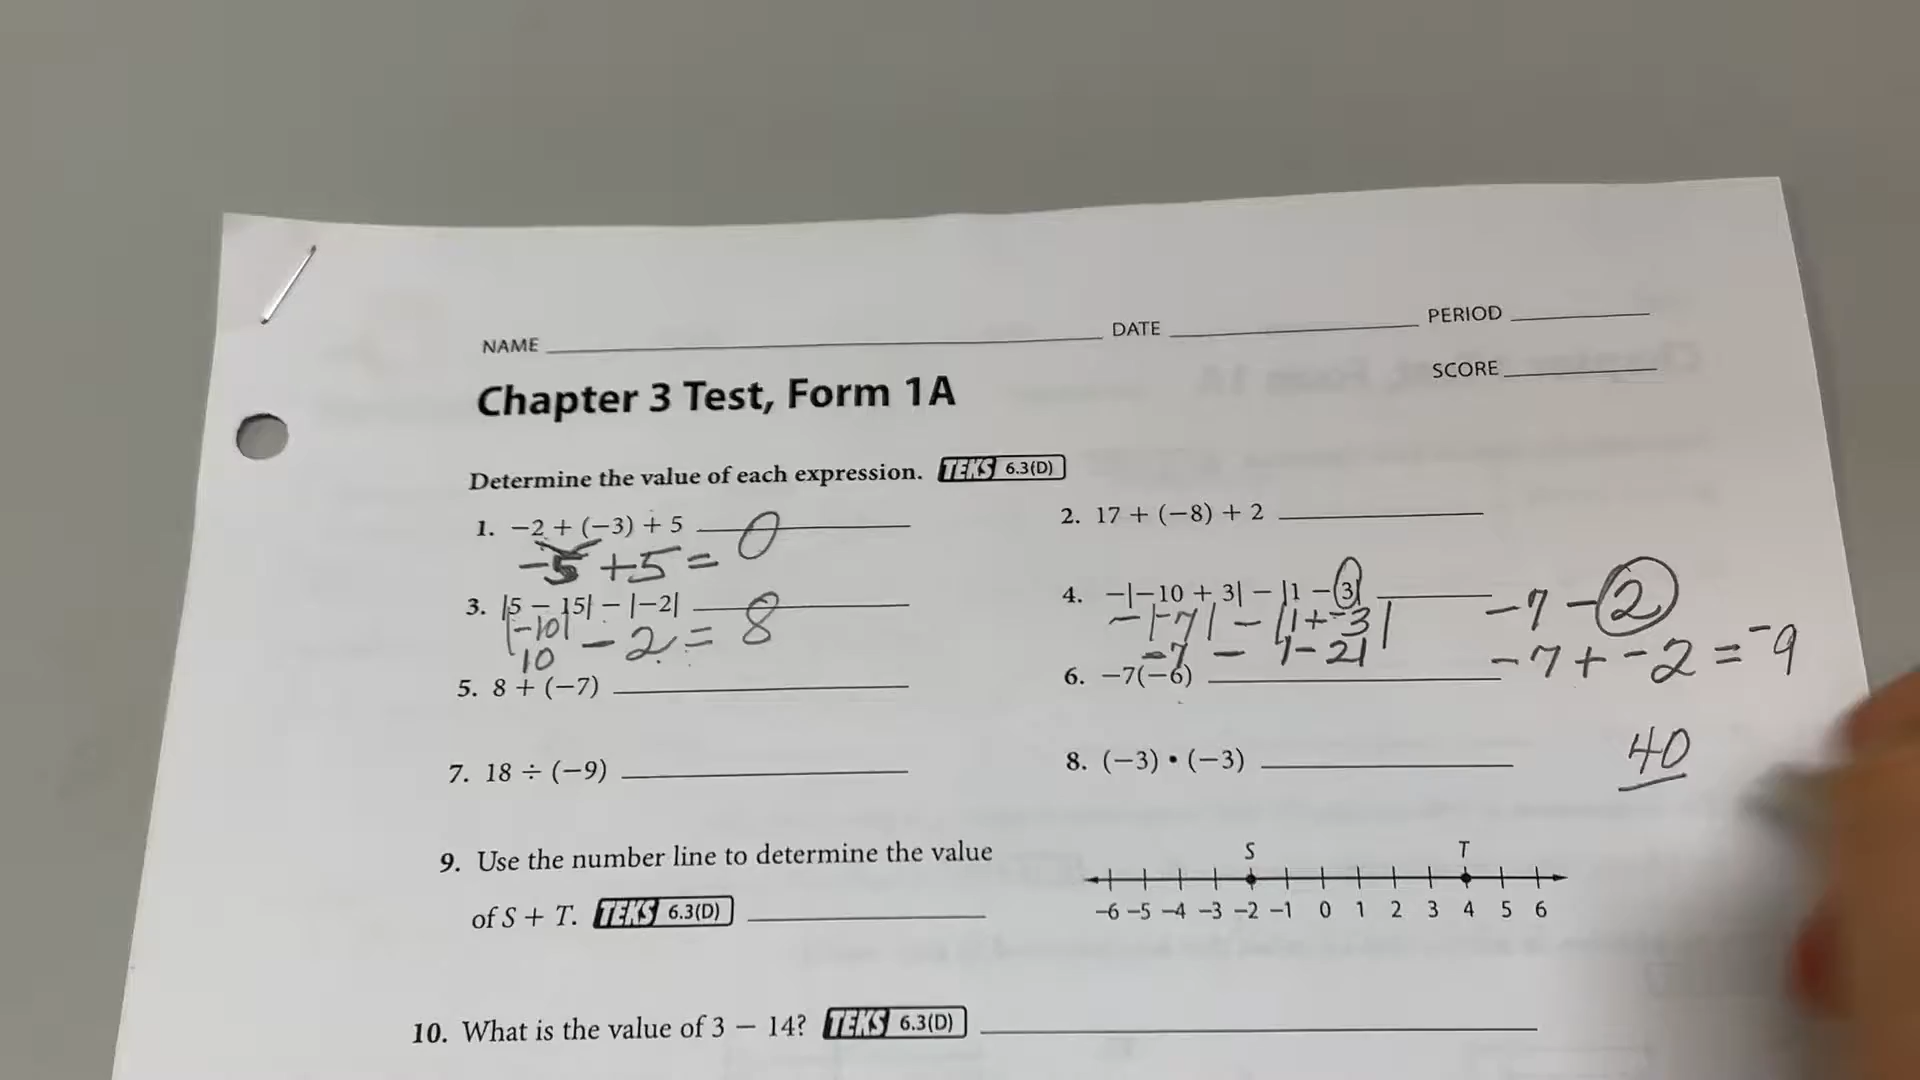 NAME DATE PERIOD
SCORE
Chapter 3 Test, Form 1A
Determine the value of each expression. TEKS 6.3(D)
1. −2 + (−3) + 5 0
−5 +5 =
2. 17 + (−8) + 2
3. |5 − 15| − |−2| 8
|−10| − 2 =
10
4. −|−10 + 3| − |1 − 3|
−|−7| − |1+−3|
−7 − |−2|
−7 − 2
−7 + −2 = −9
5. 8 + (−7)
6. −7(−6)
7. 18 ÷ (−9)
8. (−3) • (−3)
40
9. Use the number line to determine the value
of S + T. TEKS 6.3(D)
S T
−6 −5 −4 −3 −2 −1 0 1 2 3 4 5 6
10. What is the value of 3 − 14? TEKS 6.3(D)